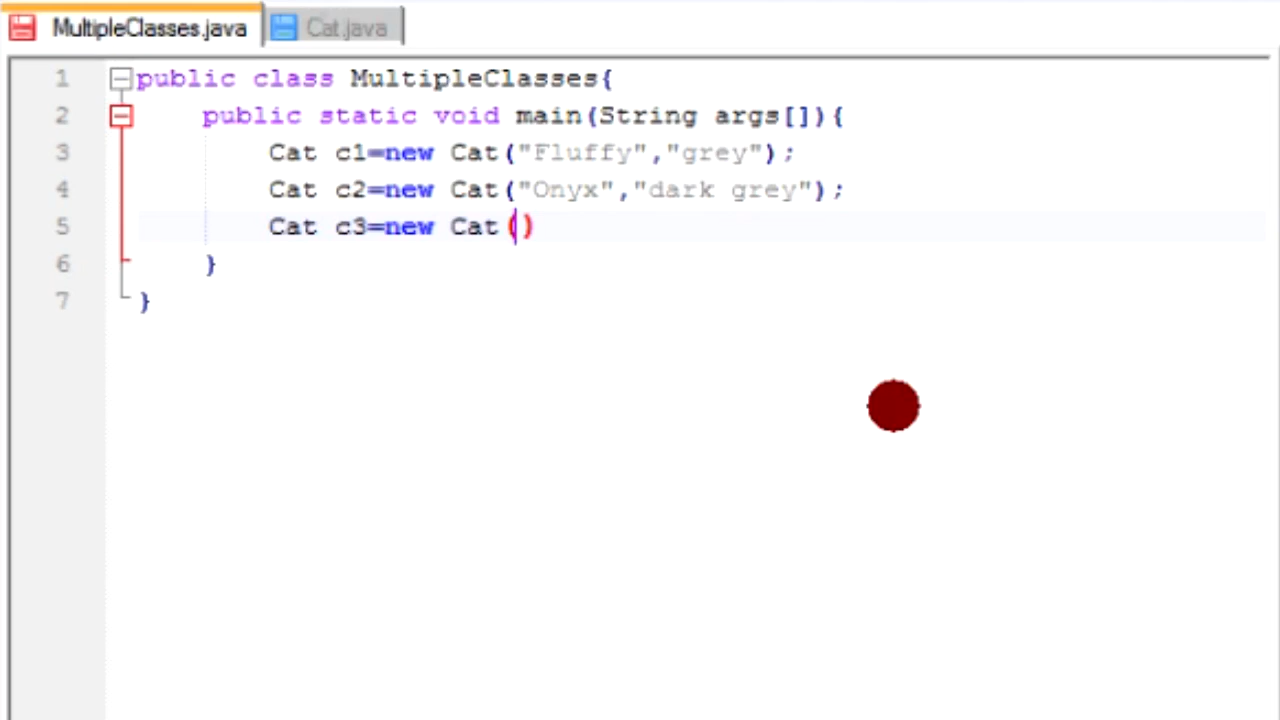 MultipleClasses.java Cat.java
1 public class MultipleClasses{
2 public static void main(String args[]){
3 Cat c1=new Cat("Fluffy","grey");
4 Cat c2=new Cat("Onyx","dark grey");
5 Cat c3=new Cat()
6 }
7 }